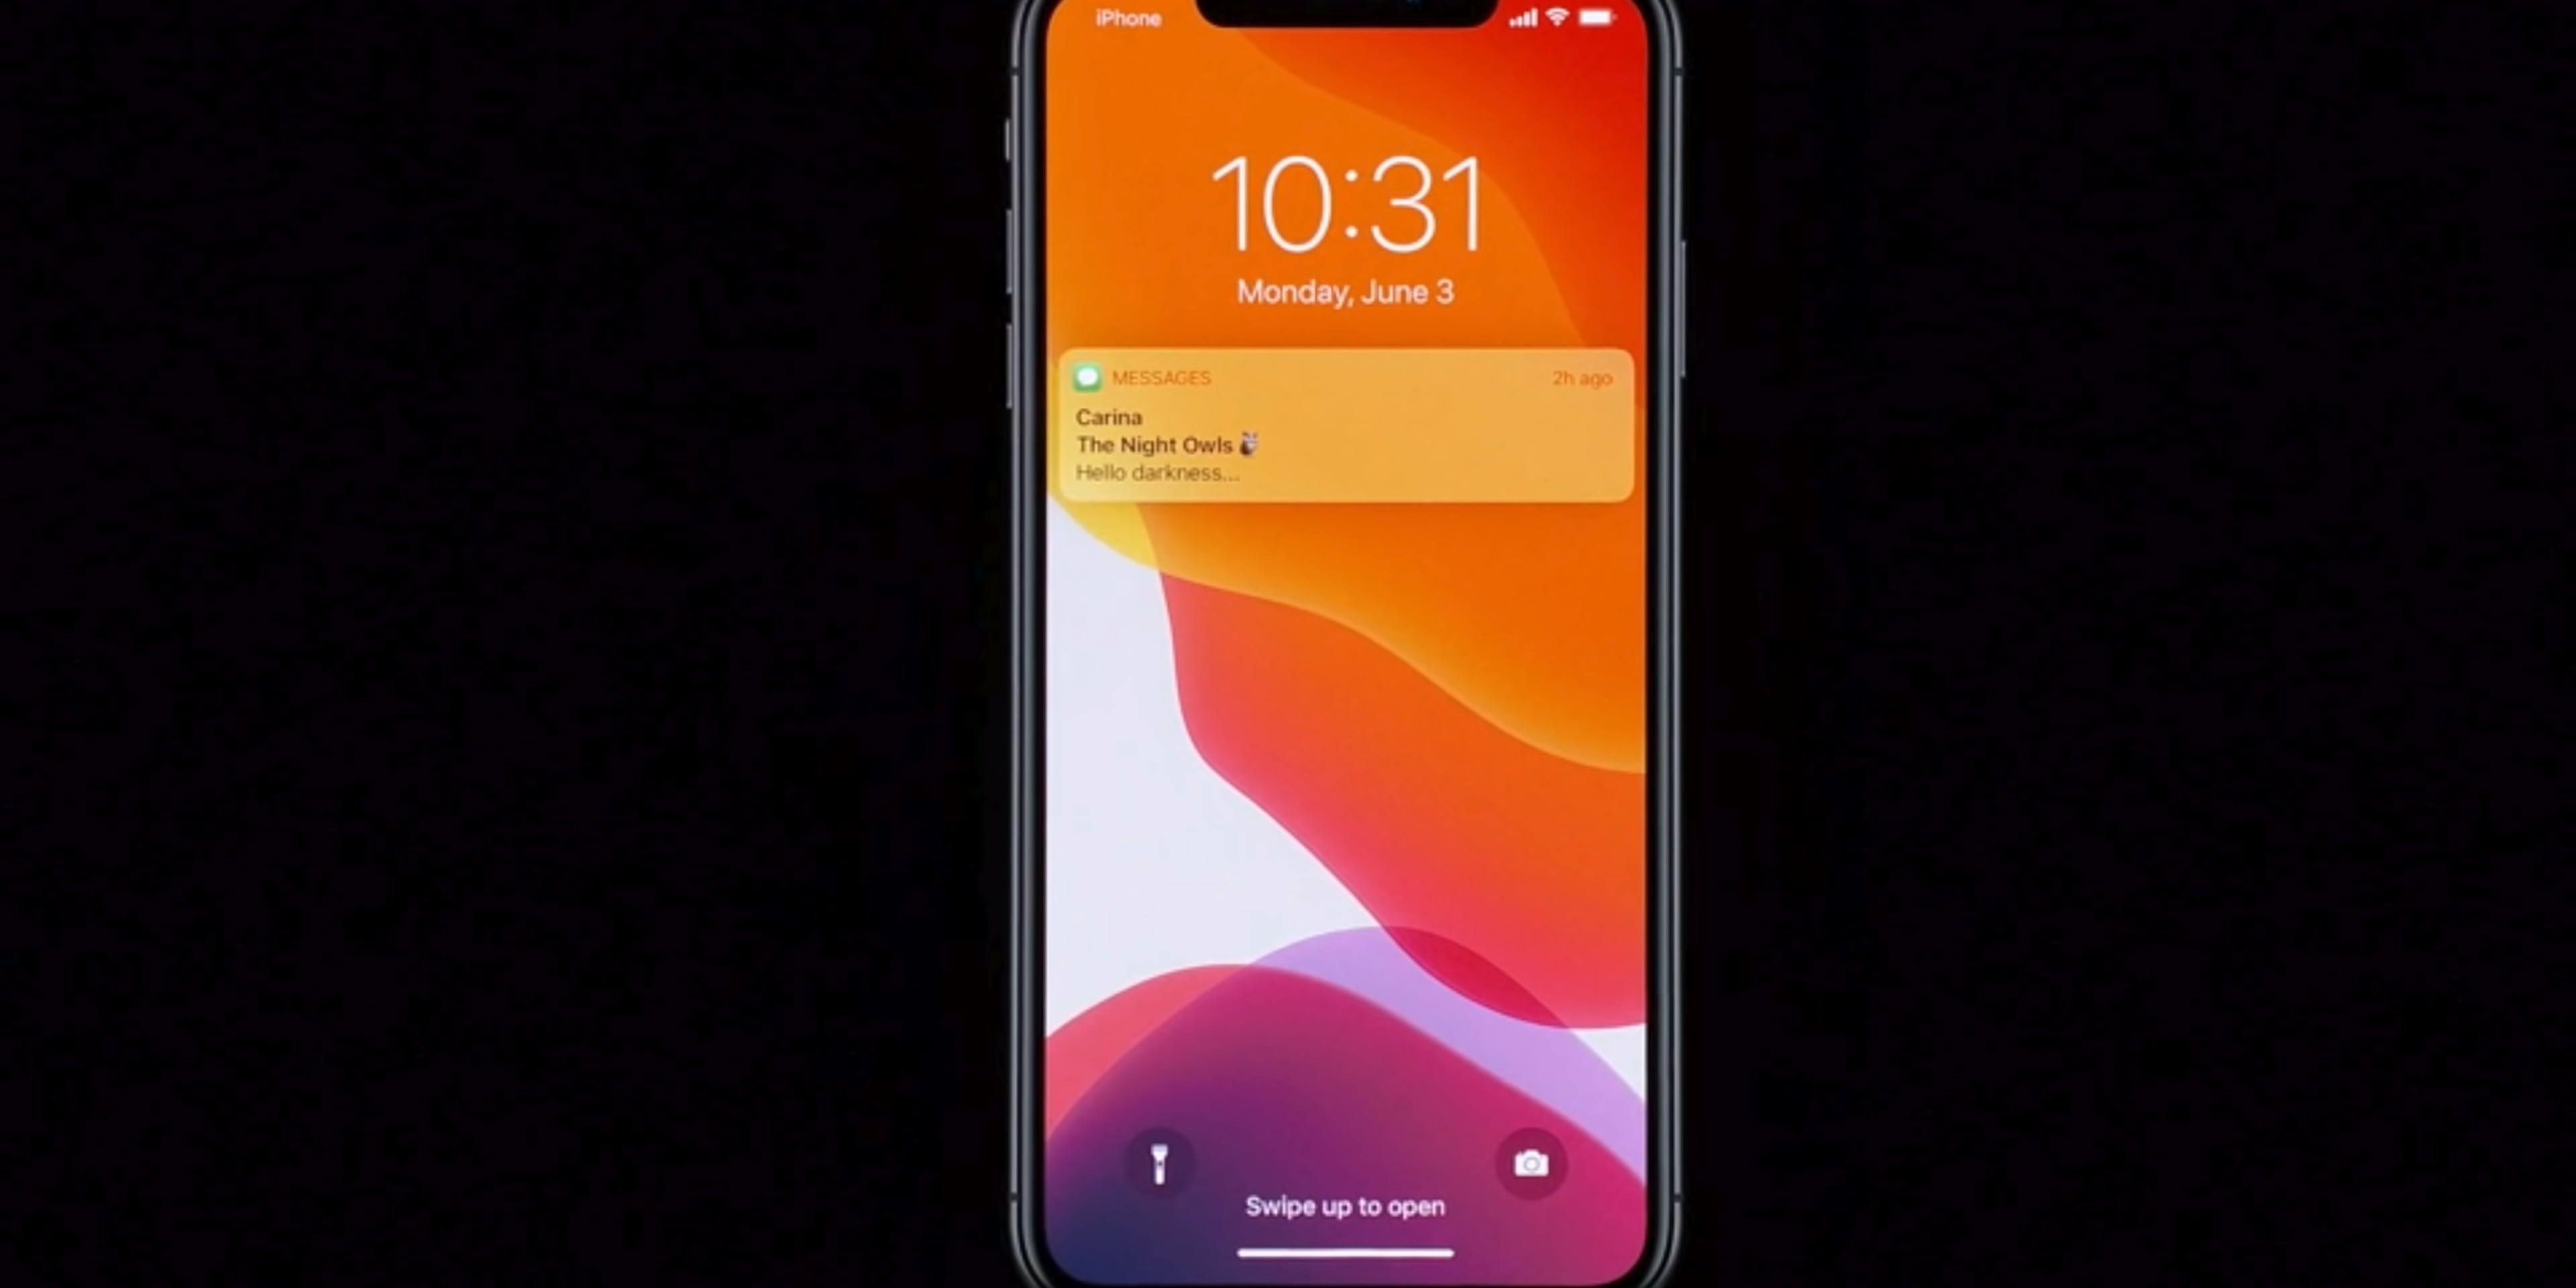 iPhone
10:31
Monday, June 3
MESSAGES 2h ago
Carina
The Night Owls 🦉
Hello darkness...
Swipe up to open